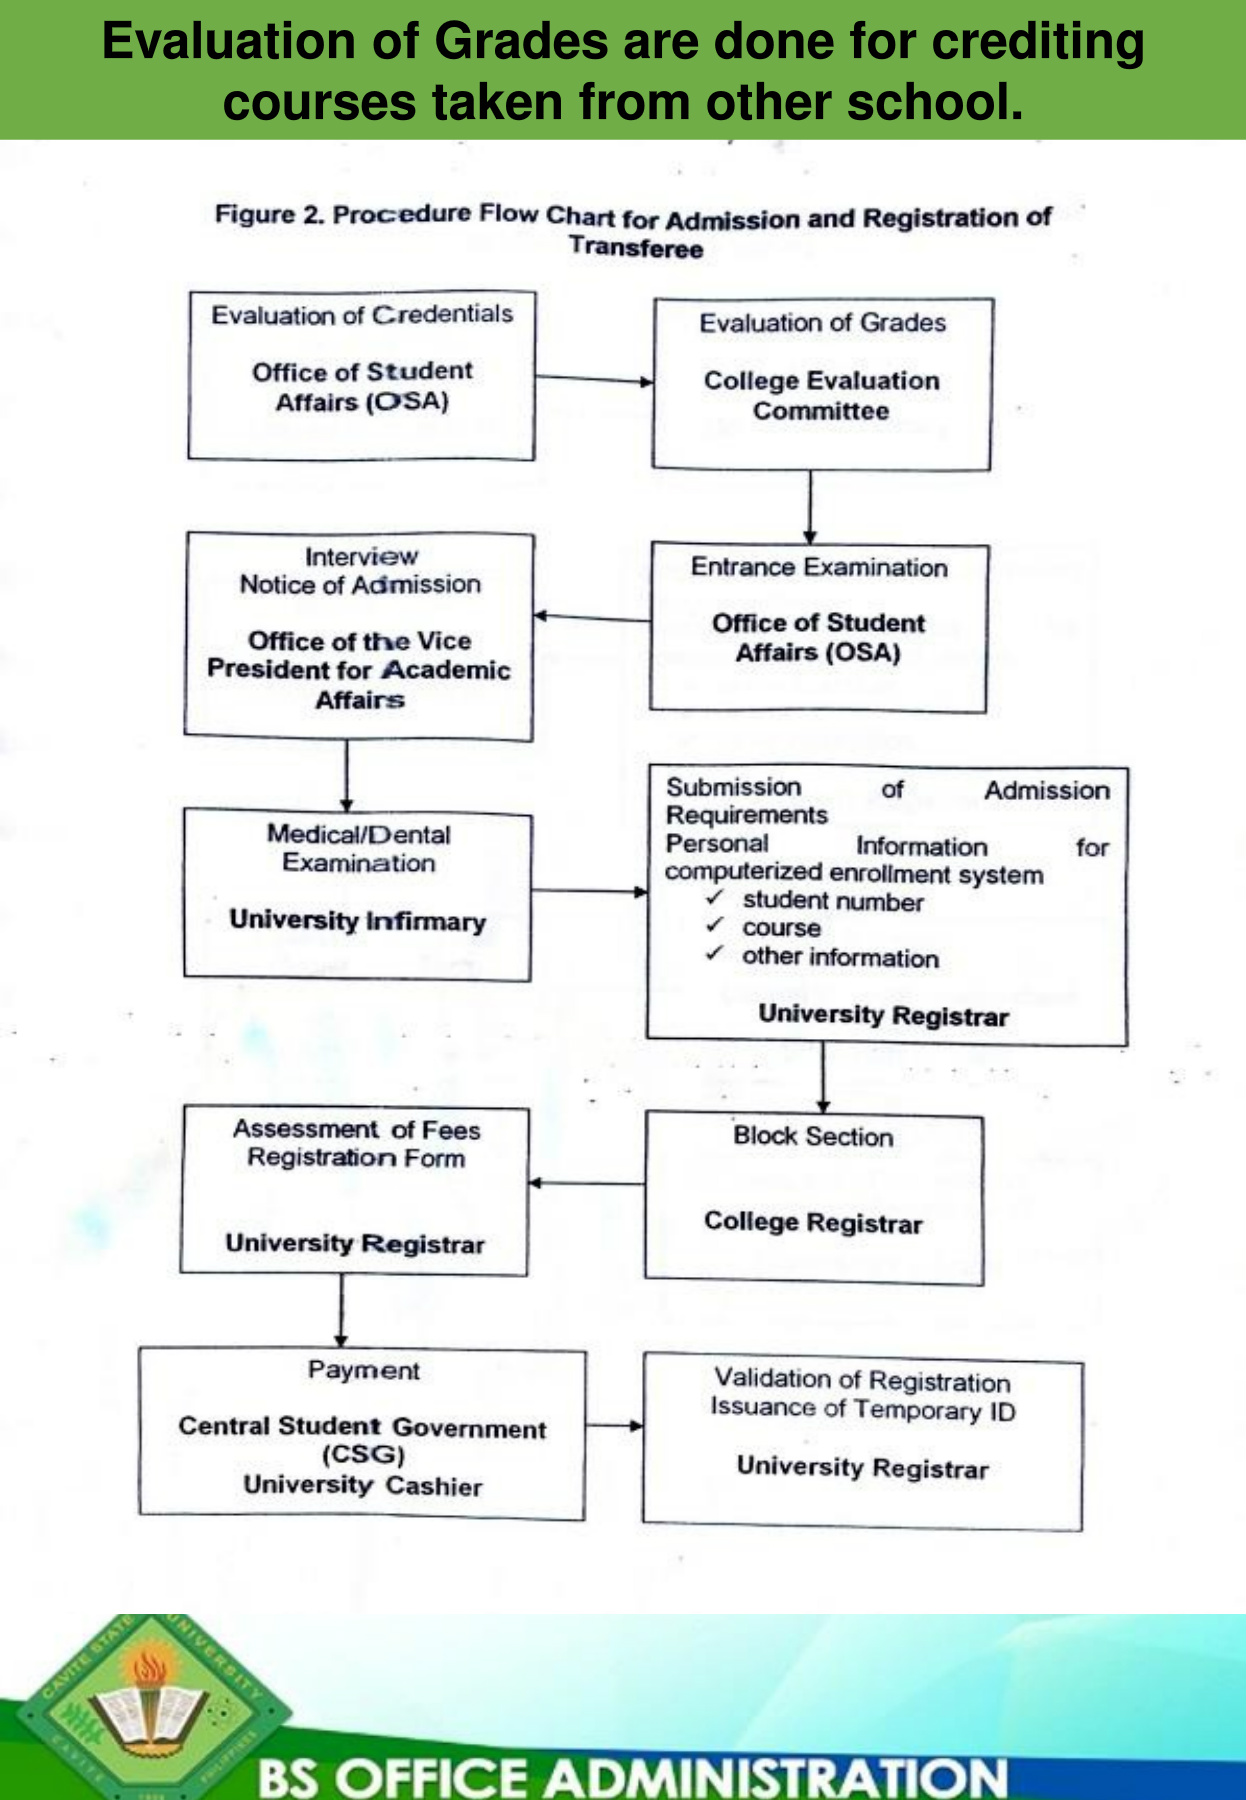 Evaluation of Grades are done for crediting
courses taken from other school.
Figure 2. Procedure Flow Chart for Admission and Registration of
Transferee
Evaluation of Credentials
Office of Student
Affairs (OSA)
Evaluation of Grades
College Evaluation
Committee
Interview
Notice of Admission
Office of the Vice
President for Academic
Affairs
Entrance Examination
Office of Student
Affairs (OSA)
Medical/Dental
Examination
University Infirmary
Submission of Admission
Requirements
Personal Information for
computerized enrollment system
✓ student number
✓ course
✓ other information
University Registrar
Assessment of Fees
Registration Form
University Registrar
Block Section
College Registrar
Payment
Central Student Government
(CSG)
University Cashier
Validation of Registration
Issuance of Temporary ID
University Registrar
CAVITE STATE UNIVERSITY
CAVITE
PHILIPPINES
BS OFFICE ADMINISTRATION